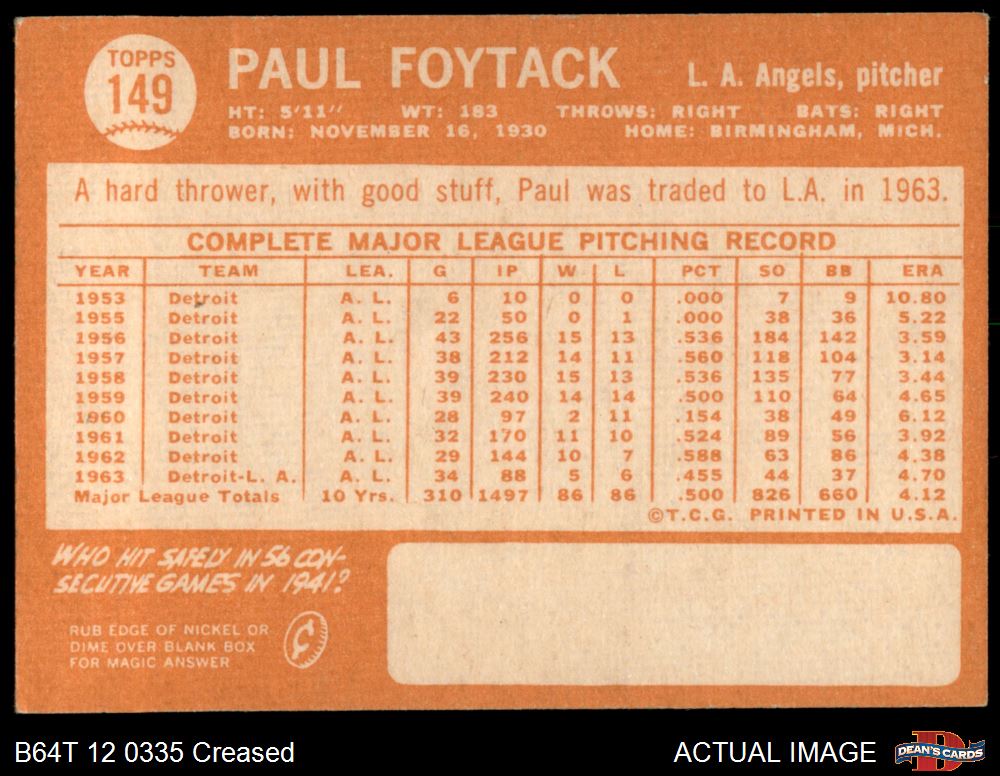 TOPPS
149
PAUL FOYTACK L. A. Angels, pitcher
HT: 5'11" WT: 183 THROWS: RIGHT BATS: RIGHT
BORN: NOVEMBER 16, 1930 HOME: BIRMINGHAM, MICH.
A hard thrower, with good stuff, Paul was traded to L.A. in 1963.
COMPLETE MAJOR LEAGUE PITCHING RECORD
YEAR TEAM LEA. G IP W L PCT SO BB ERA
1953 Detroit A. L. 6 10 0 0 .000 7 9 10.80
1955 Detroit A. L. 22 50 0 1 .000 38 36 5.22
1956 Detroit A. L. 43 256 15 13 .536 184 142 3.59
1957 Detroit A. L. 38 212 14 11 .560 118 104 3.14
1958 Detroit A. L. 39 230 15 13 .536 135 77 3.44
1959 Detroit A. L. 39 240 14 14 .500 110 64 4.65
1960 Detroit A. L. 28 97 2 11 .154 38 49 6.12
1961 Detroit A. L. 32 170 11 10 .524 89 56 3.92
1962 Detroit A. L. 29 144 10 7 .588 63 86 4.38
1963 Detroit-L. A. A. L. 34 88 5 6 .455 44 37 4.70
Major League Totals 10 Yrs. 310 1497 86 86 .500 826 660 4.12
©T.C.G. PRINTED IN U.S.A.
WHO HIT SAFELY IN 56 CON-
SECUTIVE GAMES IN 1941?
RUB EDGE OF NICKEL OR
DIME OVER BLANK BOX
FOR MAGIC ANSWER
B64T 12 0335 Creased ACTUAL IMAGE
DEAN'S CARDS